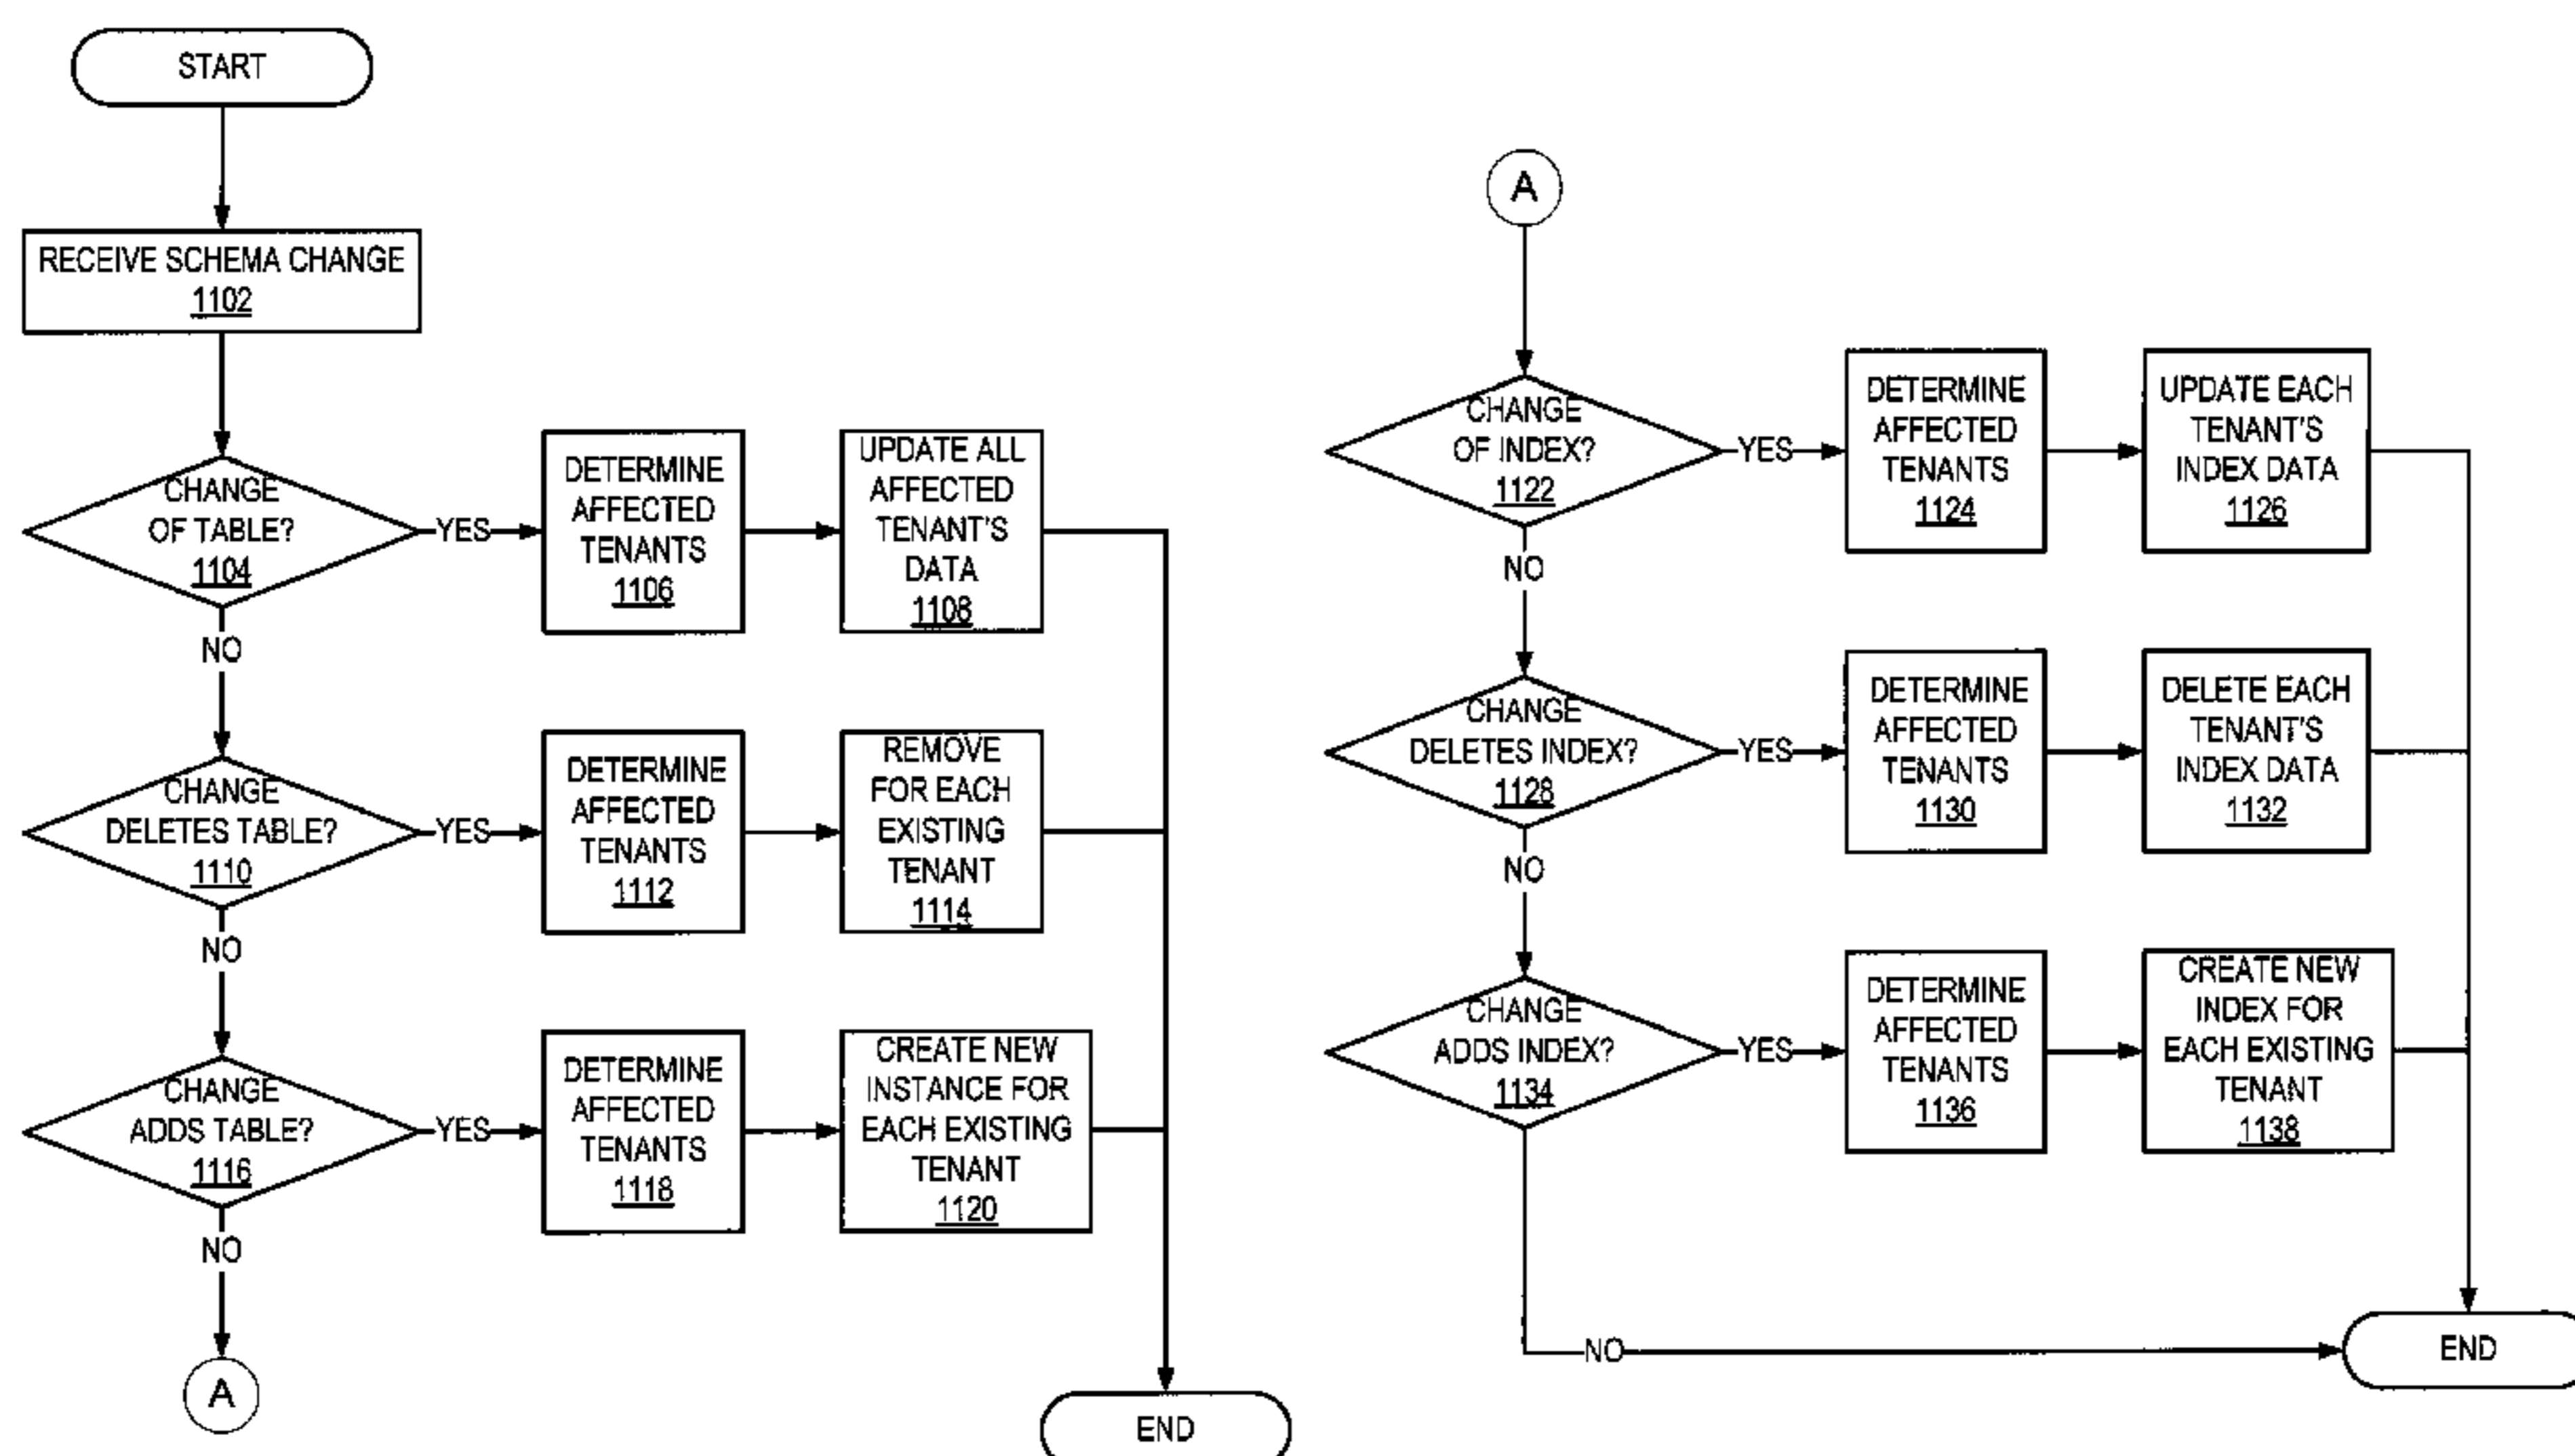 START
RECEIVE SCHEMA CHANGE
1102
CHANGE
OF TABLE?
1104
YES
DETERMINE
AFFECTED
TENANTS
1106
UPDATE ALL
AFFECTED
TENANT'S
DATA
1108
NO
CHANGE
DELETES TABLE?
1110
YES
DETERMINE
AFFECTED
TENANTS
1112
REMOVE
FOR EACH
EXISTING
TENANT
1114
NO
CHANGE
ADDS TABLE?
1116
YES
DETERMINE
AFFECTED
TENANTS
1118
CREATE NEW
INSTANCE FOR
EACH EXISTING
TENANT
1120
NO
A
END
A
CHANGE
OF INDEX?
1122
YES
DETERMINE
AFFECTED
TENANTS
1124
UPDATE EACH
TENANT'S
INDEX DATA
1126
NO
CHANGE
DELETES INDEX?
1128
YES
DETERMINE
AFFECTED
TENANTS
1130
DELETE EACH
TENANT'S
INDEX DATA
1132
NO
CHANGE
ADDS INDEX?
1134
YES
DETERMINE
AFFECTED
TENANTS
1136
CREATE NEW
INDEX FOR
EACH EXISTING
TENANT
1138
NO
END